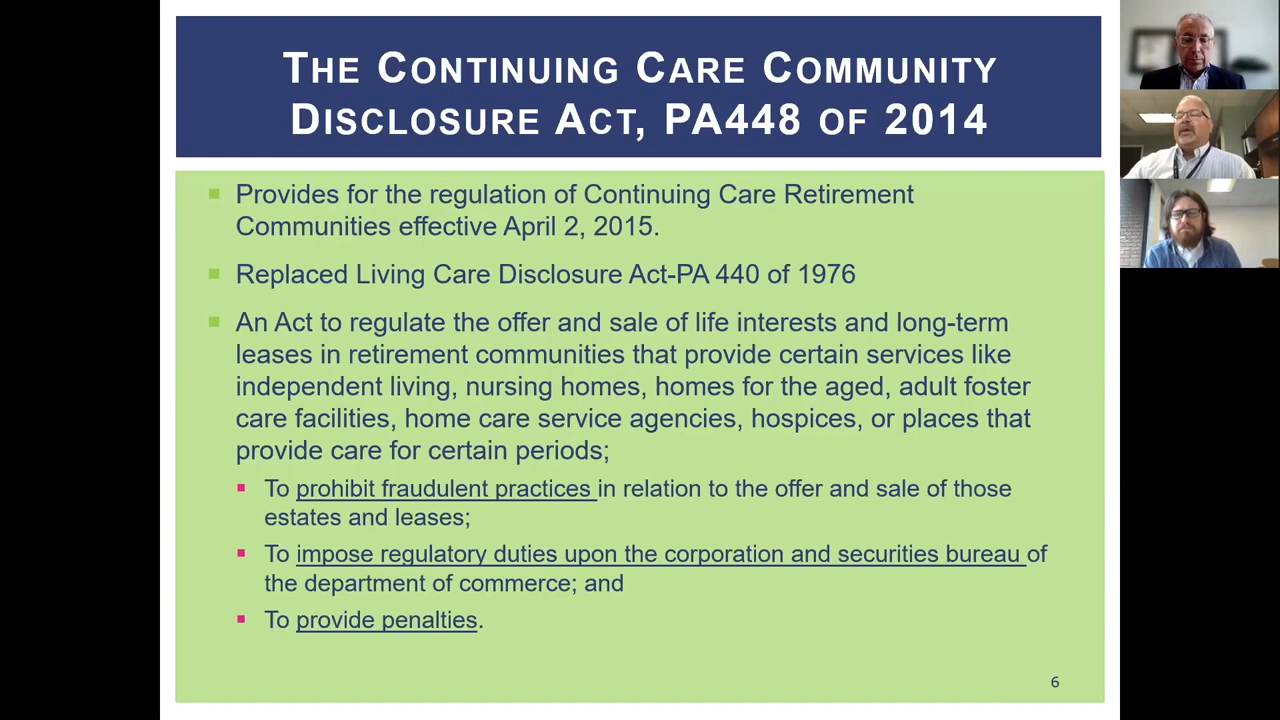 THE CONTINUING CARE COMMUNITY
DISCLOSURE ACT, PA448 OF 2014
Provides for the regulation of Continuing Care Retirement
Communities effective April 2, 2015.
Replaced Living Care Disclosure Act-PA 440 of 1976
An Act to regulate the offer and sale of life interests and long-term
leases in retirement communities that provide certain services like
independent living, nursing homes, homes for the aged, adult foster
care facilities, home care service agencies, hospices, or places that
provide care for certain periods;
To prohibit fraudulent practices in relation to the offer and sale of those
estates and leases;
To impose regulatory duties upon the corporation and securities bureau of
the department of commerce; and
To provide penalties.
6